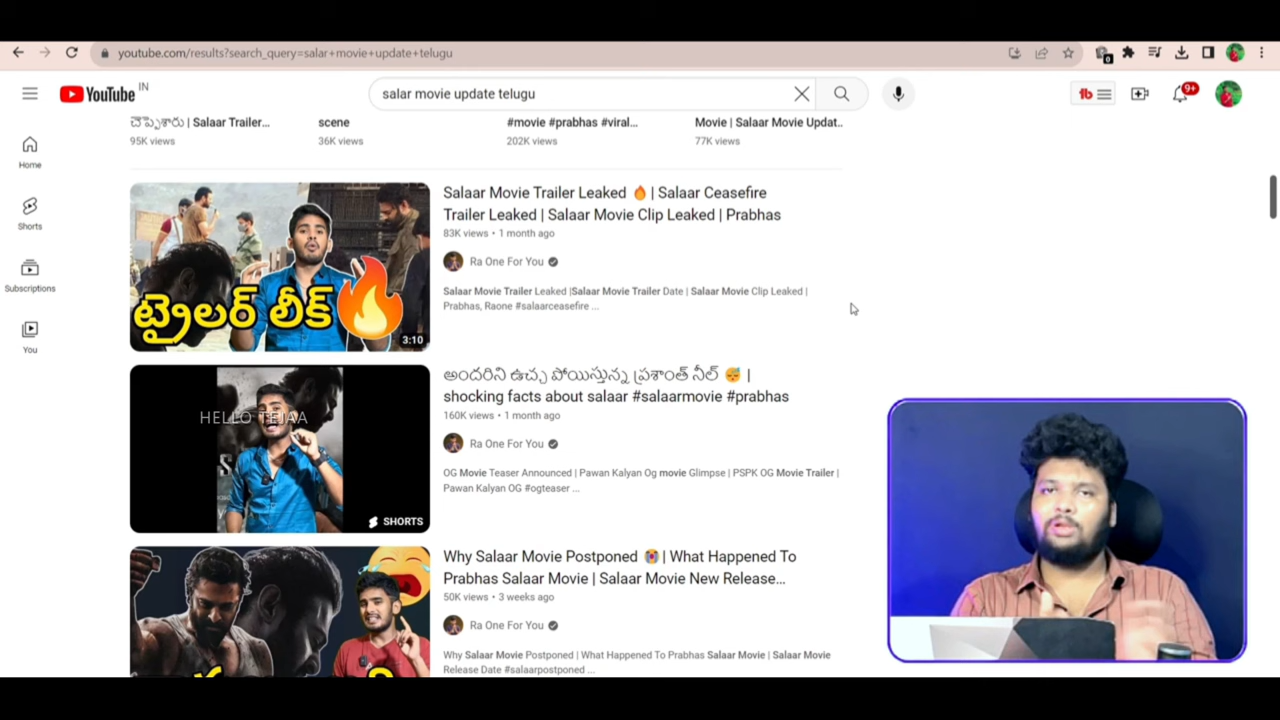 youtube.com/results?search_query=salar+movie+update+telugu
0
YouTube IN
salar movie update telugu
tb
9+
చెప్పేశారు | Salaar Trailer...
95K views
scene
36K views
#movie #prabhas #viral...
202K views
Movie | Salaar Movie Updat..
77K views
Home
Shorts
Subscriptions
You
ట్రైలర్ లీక్
3:10
Salaar Movie Trailer Leaked 🔥 | Salaar Ceasefire
Trailer Leaked | Salaar Movie Clip Leaked | Prabhas
83K views • 1 month ago
Ra One For You
Salaar Movie Trailer Leaked |Salaar Movie Trailer Date | Salaar Movie Clip Leaked |
Prabhas, Raone #salaarceasefire ...
HELLO TEJAA
SHORTS
అందరిని ఉచ్చ పోయిస్తున్న ప్రశాంత్ నీల్ 😴 |
shocking facts about salaar #salaarmovie #prabhas
160K views • 1 month ago
Ra One For You
OG Movie Teaser Announced | Pawan Kalyan Og movie Glimpse | PSPK OG Movie Trailer |
Pawan Kalyan OG #ogteaser ...
Why Salaar Movie Postponed 😭 | What Happened To
Prabhas Salaar Movie | Salaar Movie New Release...
50K views • 3 weeks ago
Ra One For You
Why Salaar Movie Postponed | What Happened To Prabhas Salaar Movie | Salaar Movie
Release Date #salaarpostponed ...